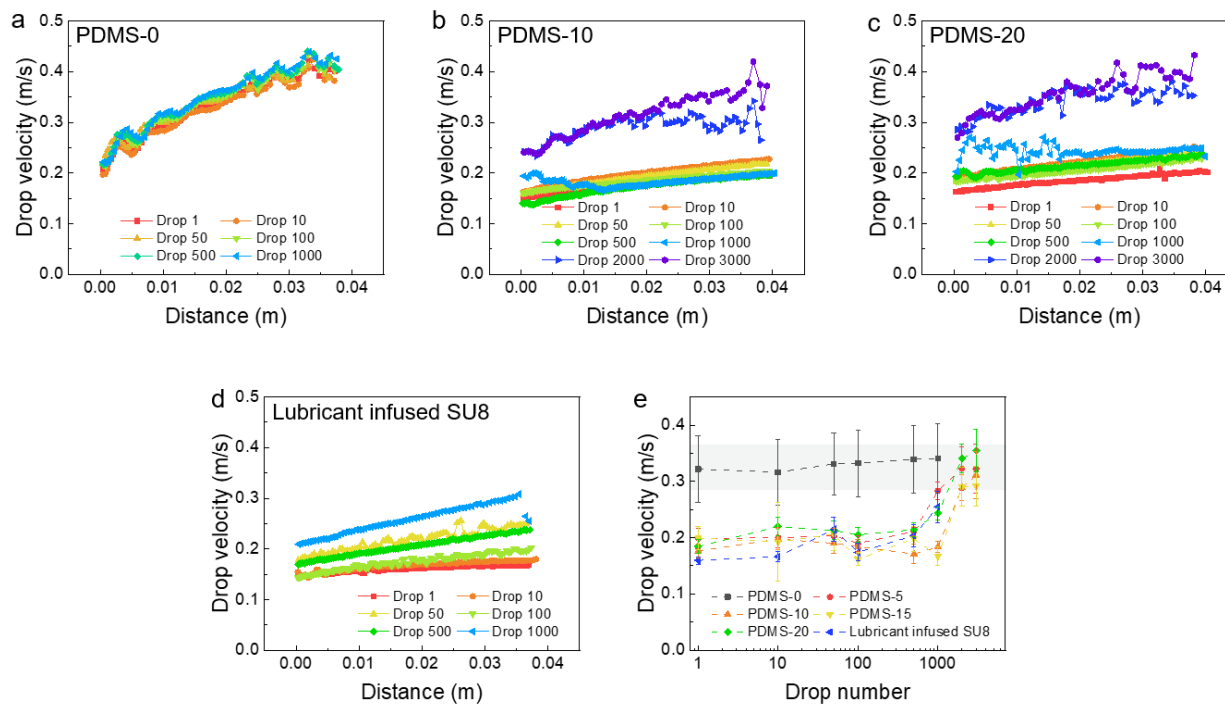 a
PDMS-0
Drop velocity (m/s)
0.5
0.4
0.3
0.2
0.1
0.0
Drop 1 Drop 10
Drop 50 Drop 100
Drop 500 Drop 1000
0.00 0.01 0.02 0.03 0.04
Distance (m)
b
PDMS-10
Drop velocity (m/s)
0.5
0.4
0.3
0.2
0.1
0.0
Drop 1 Drop 10
Drop 50 Drop 100
Drop 500 Drop 1000
Drop 2000 Drop 3000
0.00 0.01 0.02 0.03 0.04
Distance (m)
c
PDMS-20
Drop velocity (m/s)
0.5
0.4
0.3
0.2
0.1
0.0
Drop 1 Drop 10
Drop 50 Drop 100
Drop 500 Drop 1000
Drop 2000 Drop 3000
0.00 0.01 0.02 0.03 0.04
Distance (m)
d
Lubricant infused SU8
Drop velocity (m/s)
0.5
0.4
0.3
0.2
0.1
0.0
Drop 1 Drop 10
Drop 50 Drop 100
Drop 500 Drop 1000
0.00 0.01 0.02 0.03 0.04
Distance (m)
e
Drop velocity (m/s)
0.4
0.3
0.2
0.1
0.0
PDMS-0 PDMS-5
PDMS-10 PDMS-15
PDMS-20 Lubricant infused SU8
1 10 100 1000
Drop number